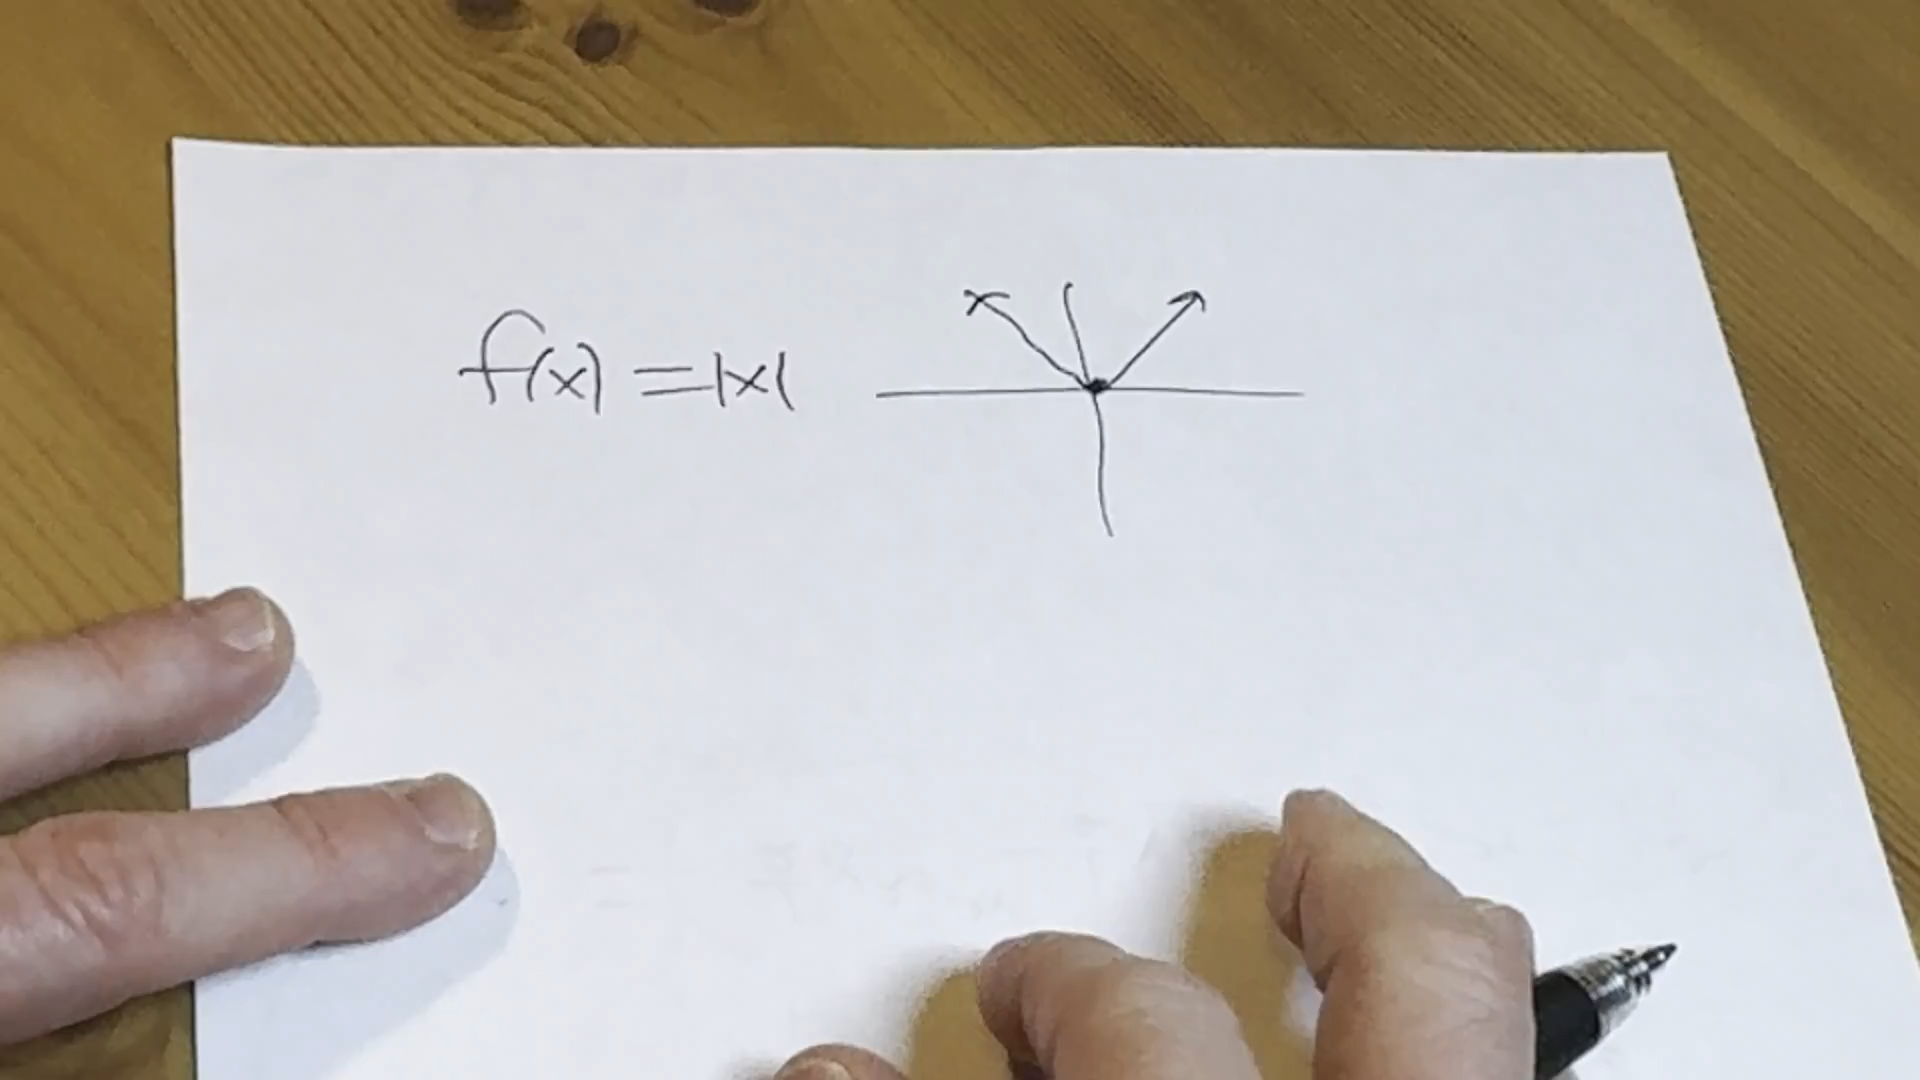 f(x) = |x|